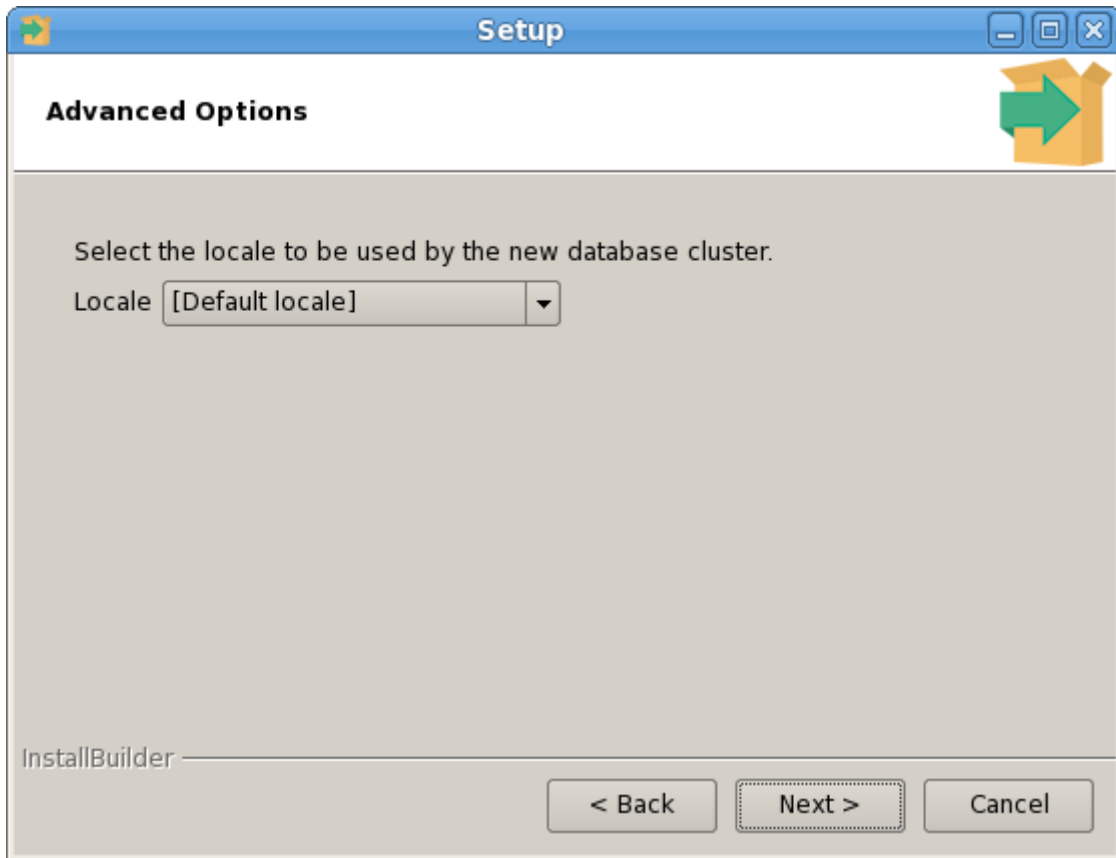 Setup
Advanced Options
Select the locale to be used by the new database cluster.
Locale [Default locale]
InstallBuilder
< Back Next > Cancel